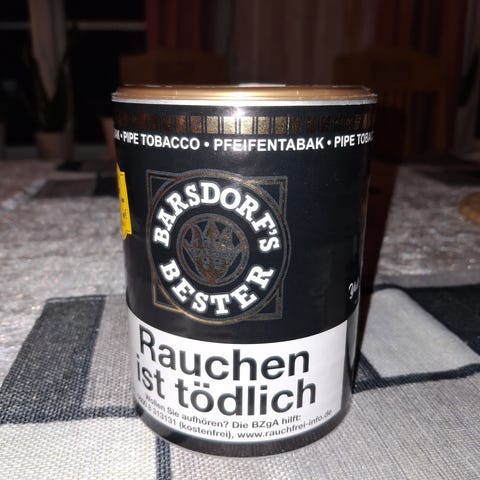 PIPE TOBACCO • PFEIFENTABAK • PIPE
BARSDORF'S
BESTER
Rauchen
ist tödlich
Wollen Sie aufhören? Die BZgA hilft:
313131 (kostenfrei), www.rauchfrei-info.de